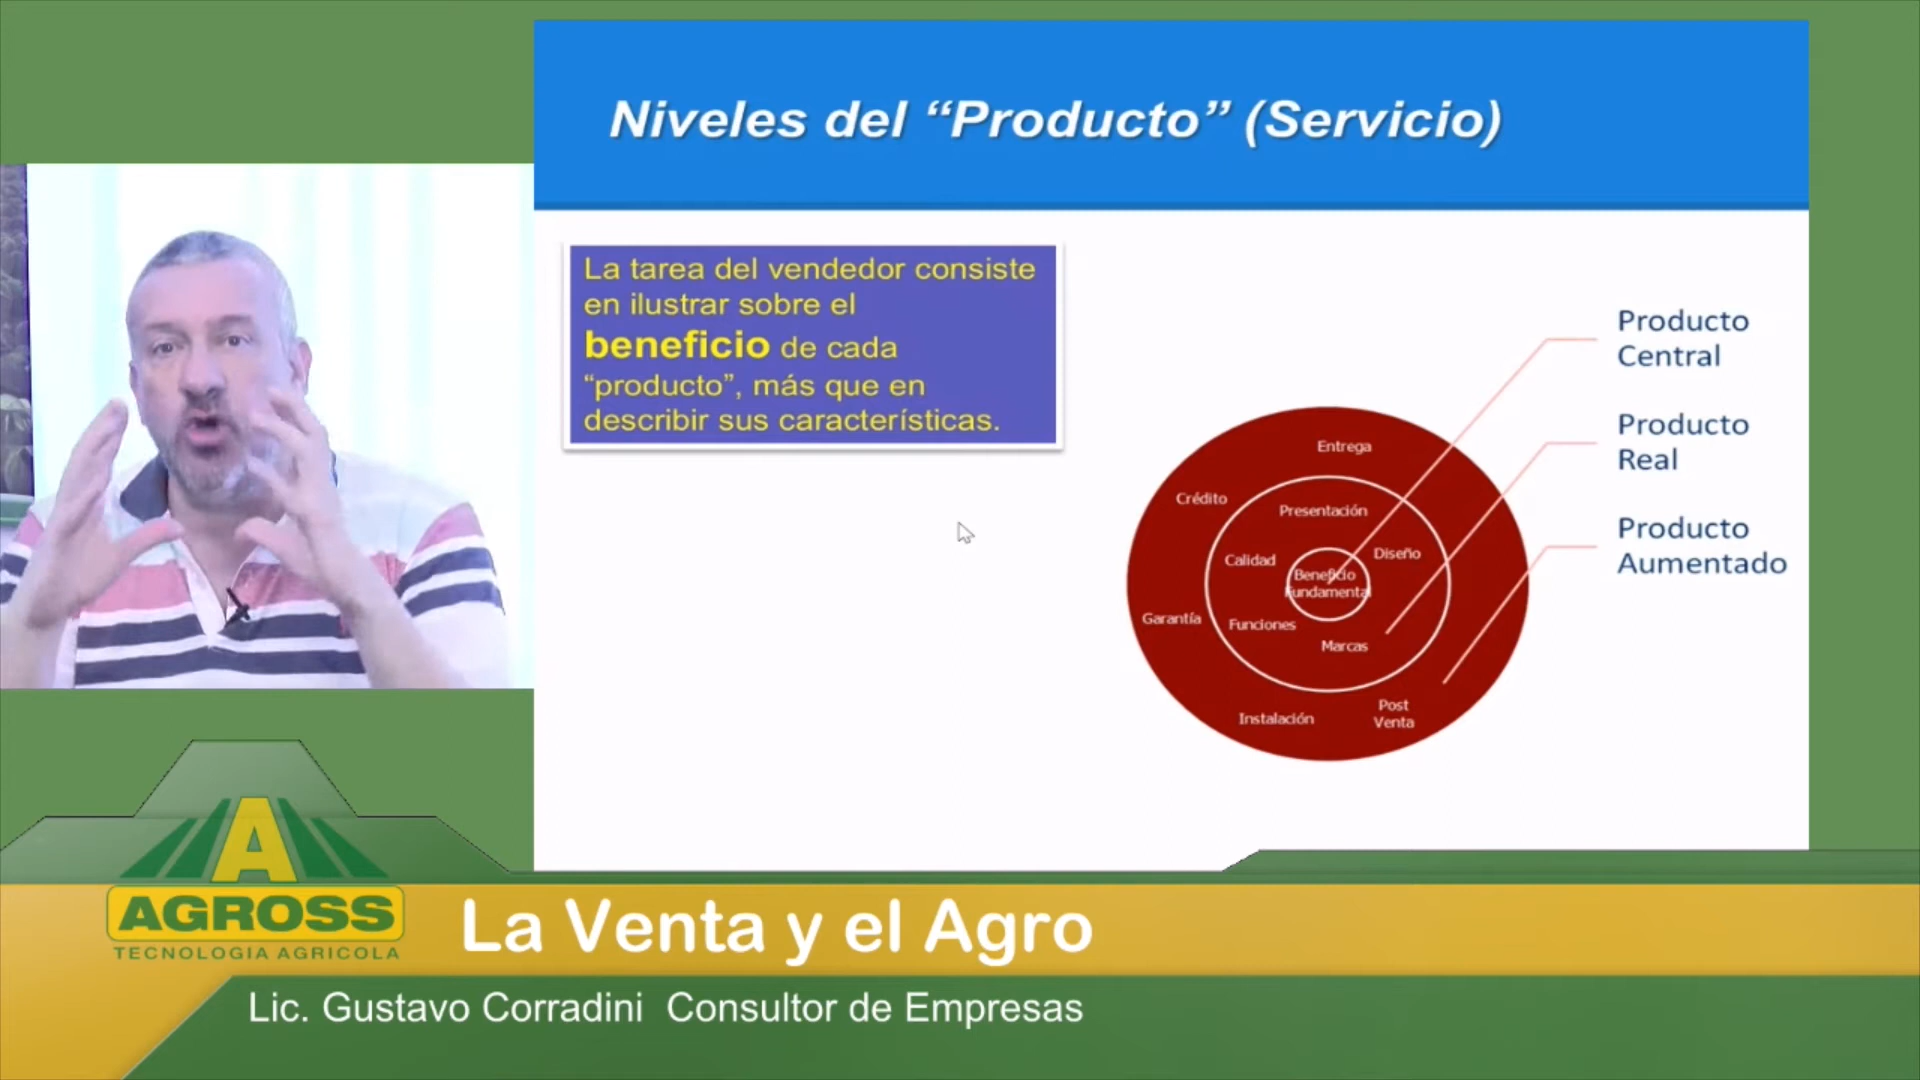 Niveles del “Producto” (Servicio)
La tarea del vendedor consiste
en ilustrar sobre el
beneficio de cada
“producto”, más que en
describir sus características.
Producto
Central
Producto
Real
Producto
Aumentado
Entrega
Crédito
Presentación
Calidad
Diseño
Beneficio
Fundamental
Garantía
Funciones
Marcas
Instalación
Post
Venta
A
AGROSS
TECNOLOGIA AGRICOLA
La Venta y el Agro
Lic. Gustavo Corradini Consultor de Empresas